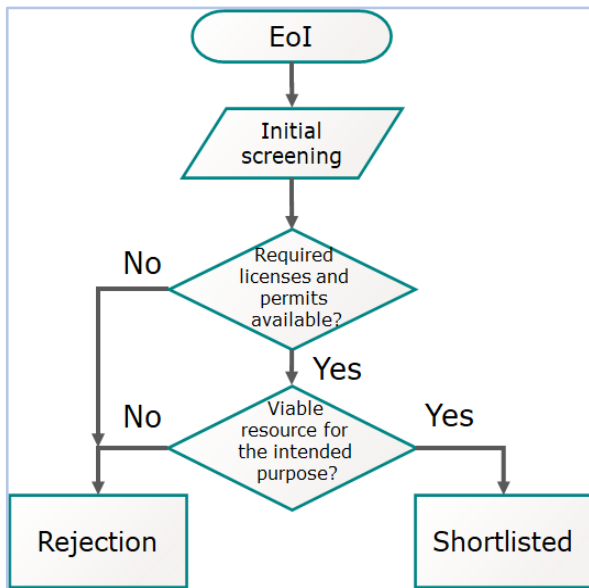 EoI
Initial
screening
Required
licenses and
permits
available?
No
Yes
Viable
resource for
the intended
purpose?
No
Yes
Rejection
Shortlisted